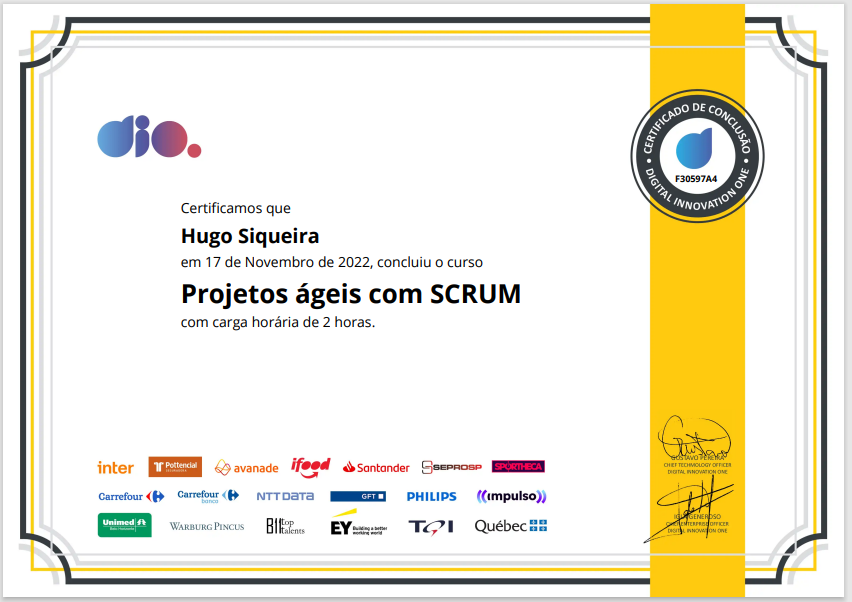 dio.
CERTIFICADO DE CONCLUSÃO
F30597A4
DIGITAL INNOVATION ONE
Certificamos que
Hugo Siqueira
em 17 de Novembro de 2022, concluiu o curso
Projetos ágeis com SCRUM
com carga horária de 2 horas.
inter Pottencial avanade ifood Santander SEPROSP SPORTHECA
Carrefour Carrefour banco NTT DATA GFT PHILIPS impulso
Unimed WARBURG PINCUS B11 top talents EY Building a better working world TQI Québec
GUSTAVO PEREIRA
CHIEF TECHNOLOGY OFFICER
DIGITAL INNOVATION ONE
GENEROSO
CHIEF ENTERPRISE OFFICER
DIGITAL INNOVATION ONE